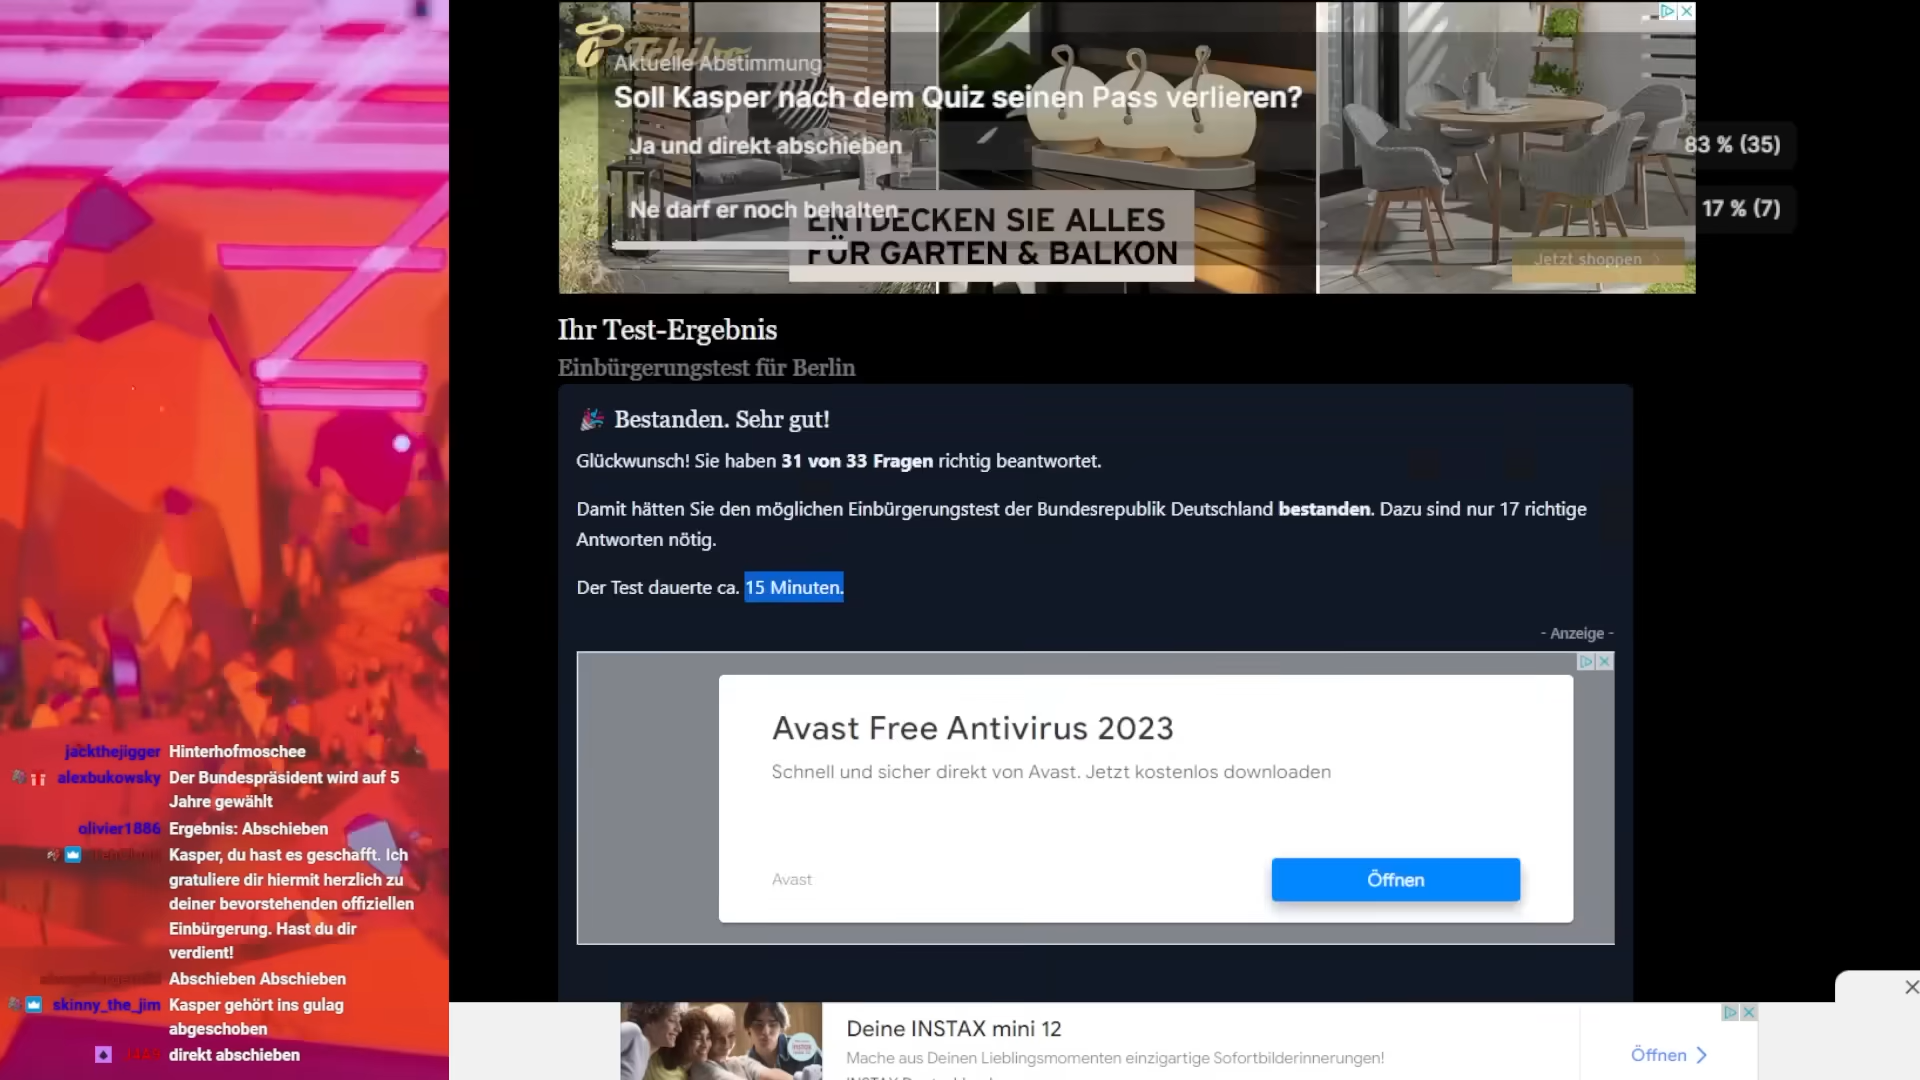 Tchibo
Aktuelle Abstimmung
Soll Kasper nach dem Quiz seinen Pass verlieren?
Ja und direkt abschieben
83 % (35)
Ne darf er noch behalten
17 % (7)
ENTDECKEN SIE ALLES
FÜR GARTEN & BALKON
Jetzt shoppen
Ihr Test-Ergebnis
Einbürgerungstest für Berlin
Bestanden. Sehr gut!
Glückwunsch! Sie haben 31 von 33 Fragen richtig beantwortet.
Damit hätten Sie den möglichen Einbürgerungstest der Bundesrepublik Deutschland bestanden. Dazu sind nur 17 richtige
Antworten nötig.
Der Test dauerte ca. 15 Minuten.
- Anzeige -
Avast Free Antivirus 2023
Schnell und sicher direkt von Avast. Jetzt kostenlos downloaden
Avast
Öffnen
Deine INSTAX mini 12
Mache aus Deinen Lieblingsmomenten einzigartige Sofortbilderinnerungen!
Öffnen
jackthejigger Hinterhofmoschee
alexbukowsky Der Bundespräsident wird auf 5
Jahre gewählt
olivier1886 Ergebnis: Abschieben
Kasper, du hast es geschafft. Ich
gratuliere dir hiermit herzlich zu
deiner bevorstehenden offiziellen
Einbürgerung. Hast du dir
verdient!
Abschieben Abschieben
skinny_the_jim Kasper gehört ins gulag
abgeschoben
direkt abschieben